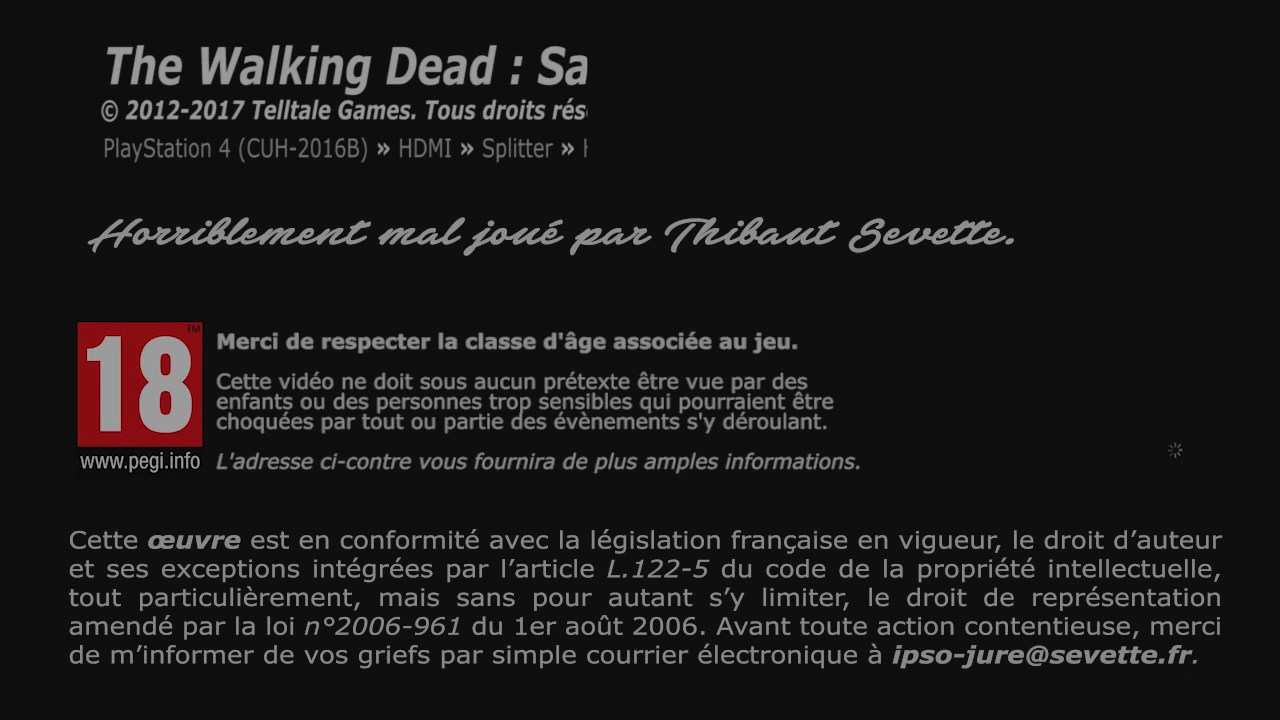 The Walking Dead : Sa
© 2012-2017 Telltale Games. Tous droits rés
PlayStation 4 (CUH-2016B) » HDMI » Splitter »
Horriblement mal joué par Thibaut Sevette.
18
TM
www.pegi.info
Merci de respecter la classe d'âge associée au jeu.
Cette vidéo ne doit sous aucun prétexte être vue par des
enfants ou des personnes trop sensibles qui pourraient être
choquées par tout ou partie des évènements s'y déroulant.
L'adresse ci-contre vous fournira de plus amples informations.
Cette œuvre est en conformité avec la législation française en vigueur, le droit d’auteur
et ses exceptions intégrées par l’article L.122-5 du code de la propriété intellectuelle,
tout particulièrement, mais sans pour autant s’y limiter, le droit de représentation
amendé par la loi n°2006-961 du 1er août 2006. Avant toute action contentieuse, merci
de m’informer de vos griefs par simple courrier électronique à ipso-jure@sevette.fr.